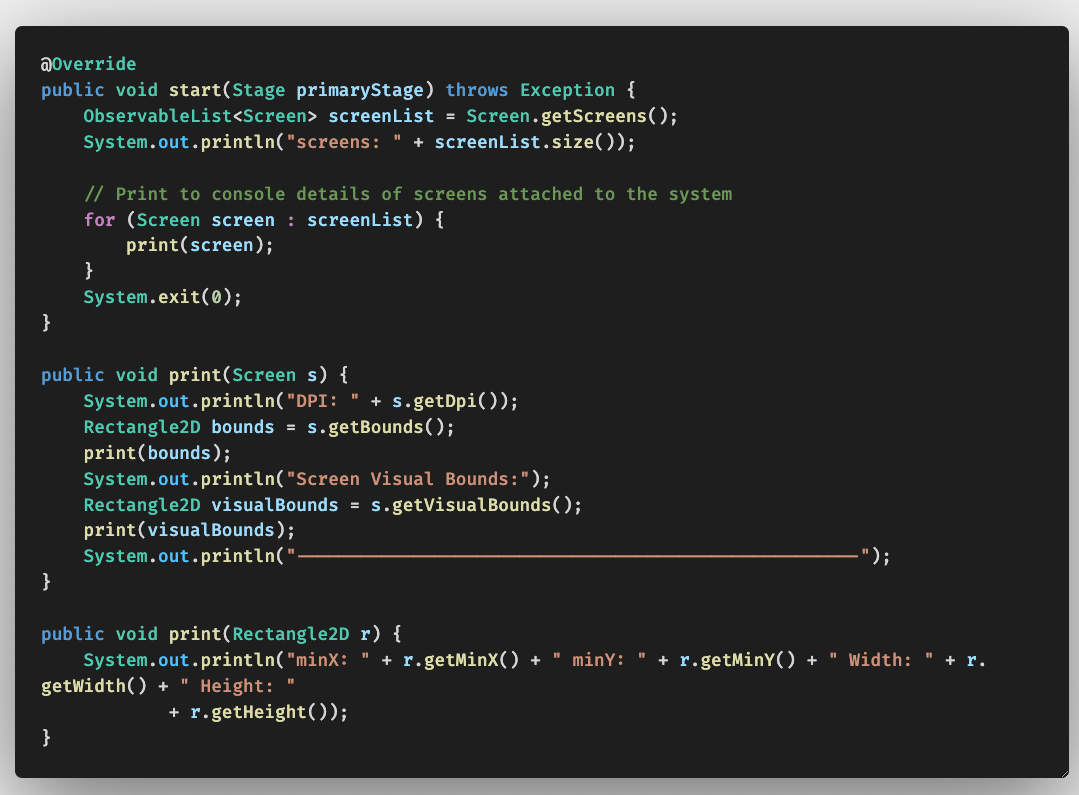 @Override
public void start(Stage primaryStage) throws Exception {
    ObservableList<Screen> screenList = Screen.getScreens();
    System.out.println("screens: " + screenList.size());

    // Print to console details of screens attached to the system
    for (Screen screen : screenList) {
        print(screen);
    }
    System.exit(0);
}

public void print(Screen s) {
    System.out.println("DPI: " + s.getDpi());
    Rectangle2D bounds = s.getBounds();
    print(bounds);
    System.out.println("Screen Visual Bounds:");
    Rectangle2D visualBounds = s.getVisualBounds();
    print(visualBounds);
    System.out.println("-----------------------------------------------------");
}

public void print(Rectangle2D r) {
    System.out.println("minX: " + r.getMinX() + " minY: " + r.getMinY() + " Width: " + r.
getWidth() + " Height: "
            + r.getHeight());
}